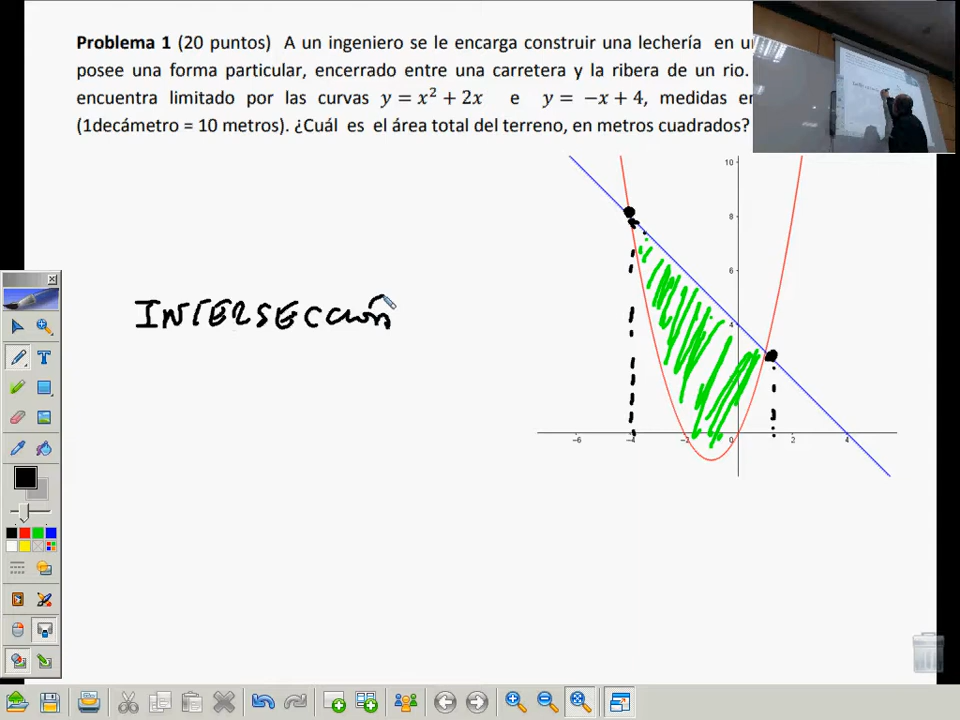 Problema 1 (20 puntos) A un ingeniero se le encarga construir una lechería en
posee una forma particular, encerrado entre una carretera y la ribera de un rio.
encuentra limitado por las curvas y = x² + 2x e y = −x + 4, medidas
(1decámetro = 10 metros). ¿Cuál es el área total del terreno, en metros cuadrados?
10
8
6
4
-6 -4 -2 0 2 4
INTERSECCIÓN